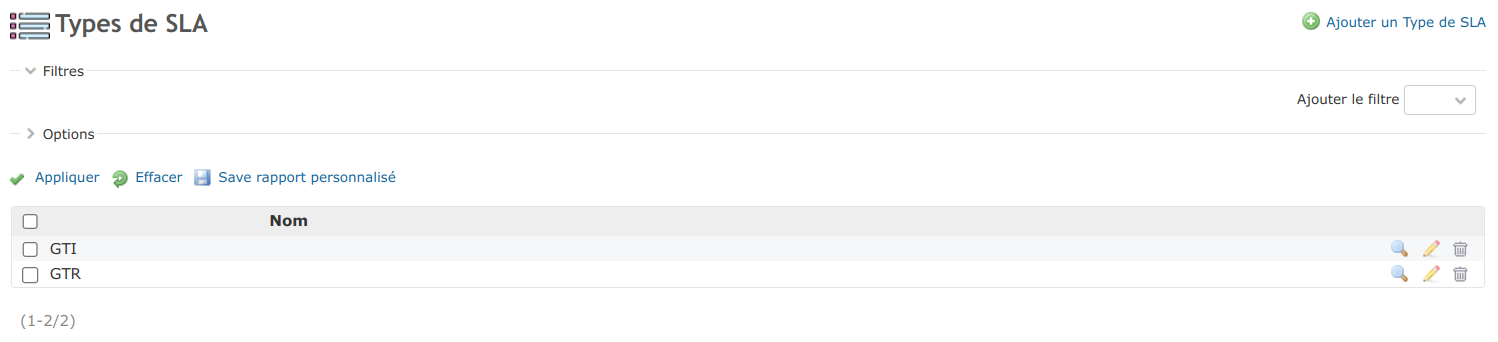 Types de SLA
Ajouter un Type de SLA
Filtres
Ajouter le filtre
Options
Appliquer Effacer Save rapport personnalisé
Nom
GTI
GTR
(1-2/2)